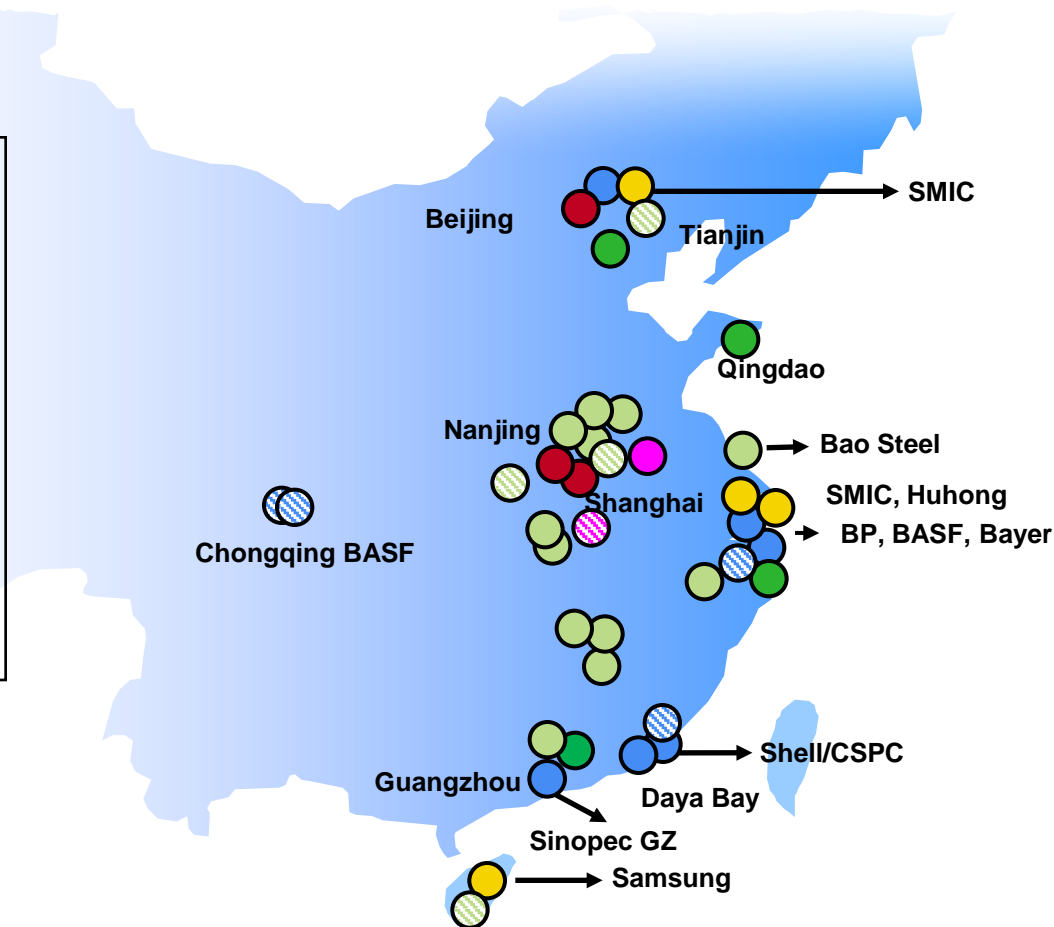 SMIC
Beijing
Tianjin
Qingdao
Nanjing
Bao Steel
Shanghai
SMIC, Huhong
BP, BASF, Bayer
Chongqing BASF
Shell/CSPC
Guangzhou
Daya Bay
Sinopec GZ
Samsung